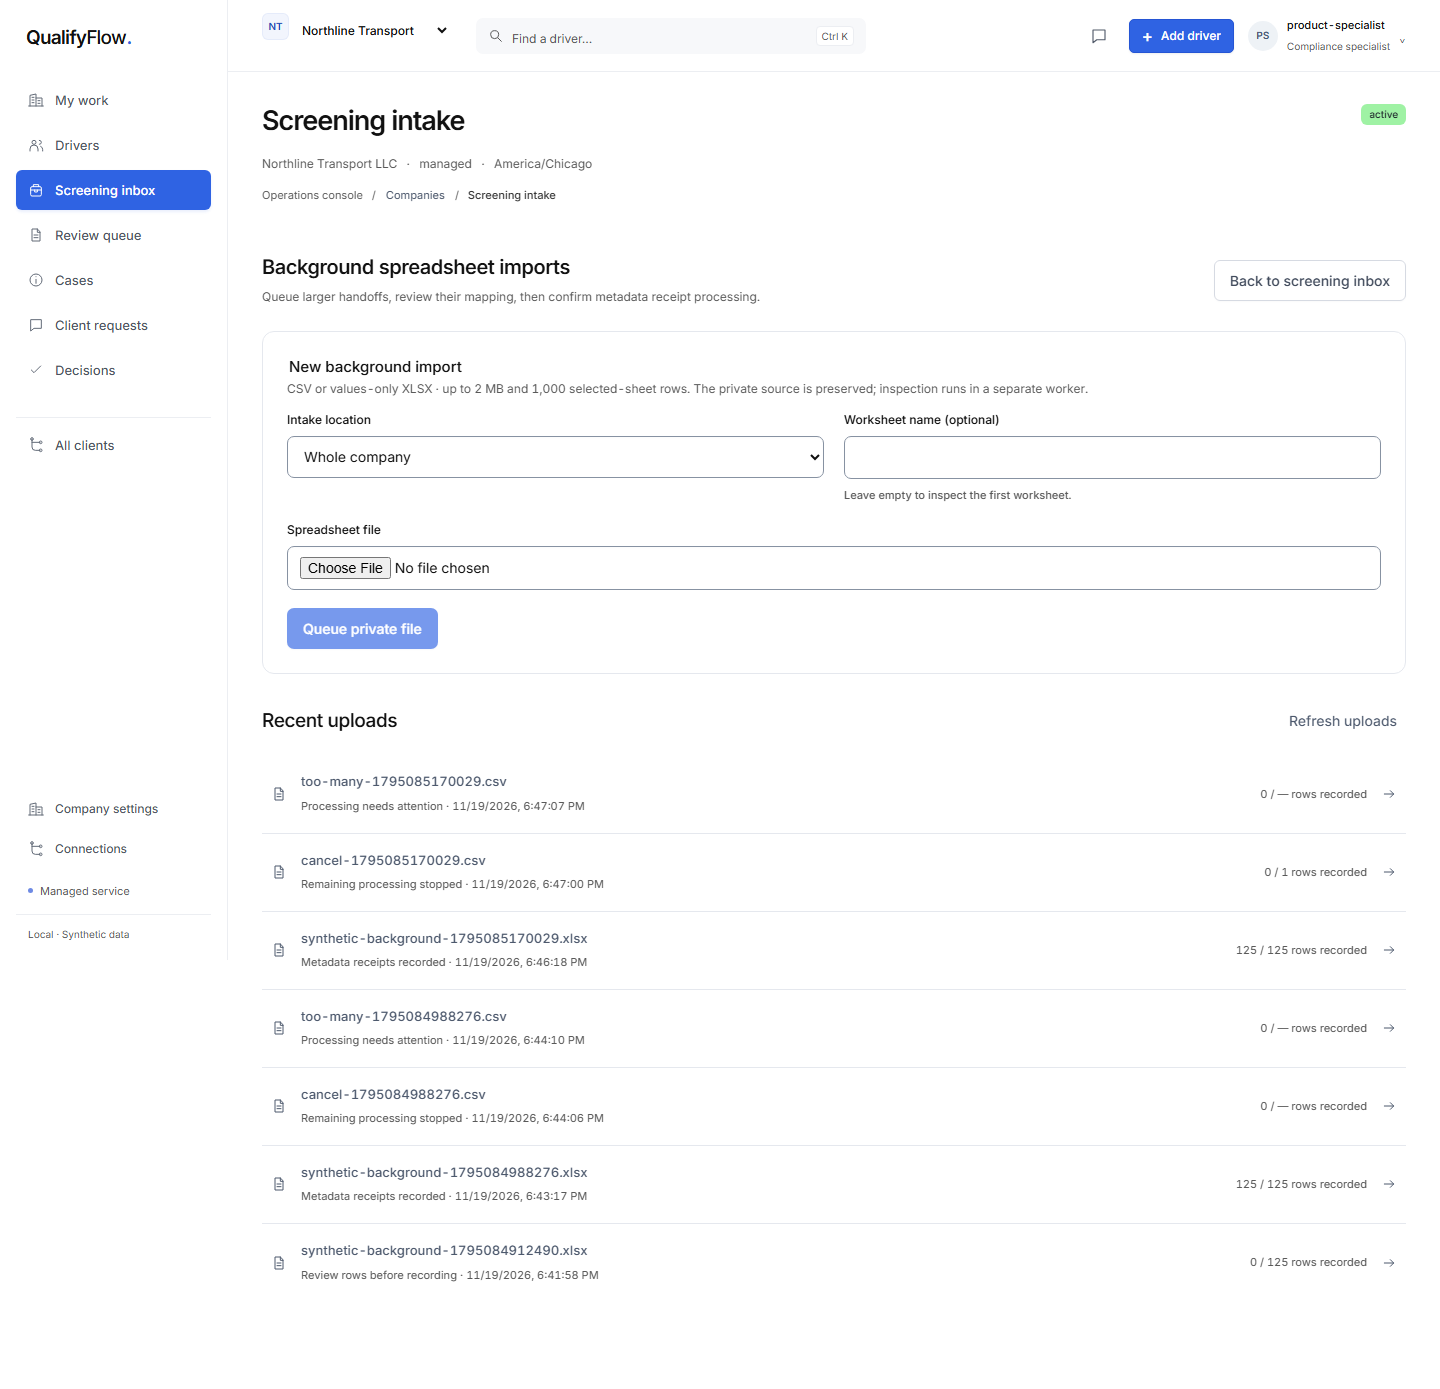 QualifyFlow.
NT
Northline Transport
Find a driver...
Ctrl K
+ Add driver
PS
product-specialist
Compliance specialist
My work
Drivers
Screening inbox
Review queue
Cases
Client requests
Decisions
All clients
Company settings
Connections
Managed service
Local · Synthetic data
Screening intake
active
Northline Transport LLC · managed · America/Chicago
Operations console / Companies / Screening intake
Background spreadsheet imports
Queue larger handoffs, review their mapping, then confirm metadata receipt processing.
Back to screening inbox
New background import
CSV or values-only XLSX · up to 2 MB and 1,000 selected-sheet rows. The private source is preserved; inspection runs in a separate worker.
Intake location
Whole company
Worksheet name (optional)
Leave empty to inspect the first worksheet.
Spreadsheet file
Choose File No file chosen
Queue private file
Recent uploads
Refresh uploads
too-many-1795085170029.csv
Processing needs attention · 11/19/2026, 6:47:07 PM
0 / — rows recorded
cancel-1795085170029.csv
Remaining processing stopped · 11/19/2026, 6:47:00 PM
0 / 1 rows recorded
synthetic-background-1795085170029.xlsx
Metadata receipts recorded · 11/19/2026, 6:46:18 PM
125 / 125 rows recorded
too-many-1795084988276.csv
Processing needs attention · 11/19/2026, 6:44:10 PM
0 / — rows recorded
cancel-1795084988276.csv
Remaining processing stopped · 11/19/2026, 6:44:06 PM
0 / — rows recorded
synthetic-background-1795084988276.xlsx
Metadata receipts recorded · 11/19/2026, 6:43:17 PM
125 / 125 rows recorded
synthetic-background-1795084912490.xlsx
Review rows before recording · 11/19/2026, 6:41:58 PM
0 / 125 rows recorded